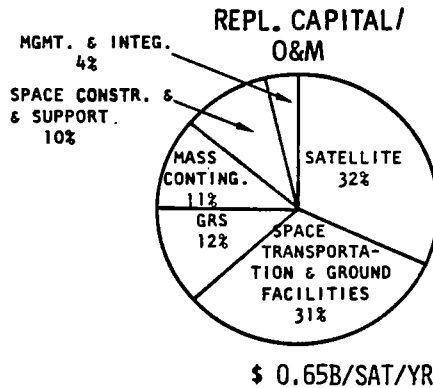 REPL. CAPITAL/
O&M
MGMT. & INTEG.
4%
SPACE CONSTR. &
& SUPPORT.
10%
MASS
CONTING.
11%
GRS
12%
SATELLITE
32%
SPACE
TRANSPORTA-
TION & GROUND
FACILITIES
31%
$ 0.65B/SAT/YR